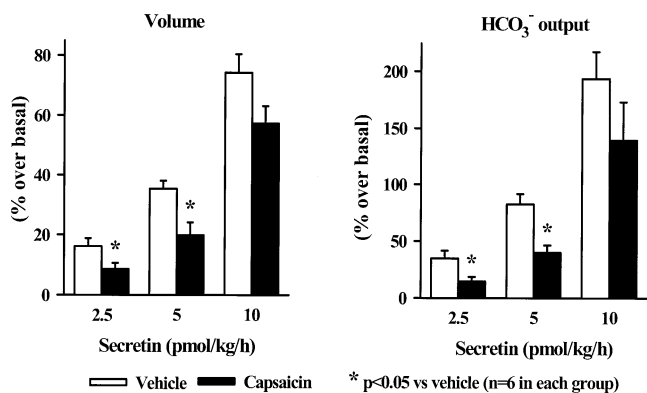 Volume
(% over basal)
80
60
40
20
0
*
*
2.5 5 10
Secretin (pmol/kg/h)
HCO₃⁻ output
(% over basal)
200
150
100
50
0
*
*
2.5 5 10
Secretin (pmol/kg/h)
Vehicle Capsaicin * p<0.05 vs vehicle (n=6 in each group)